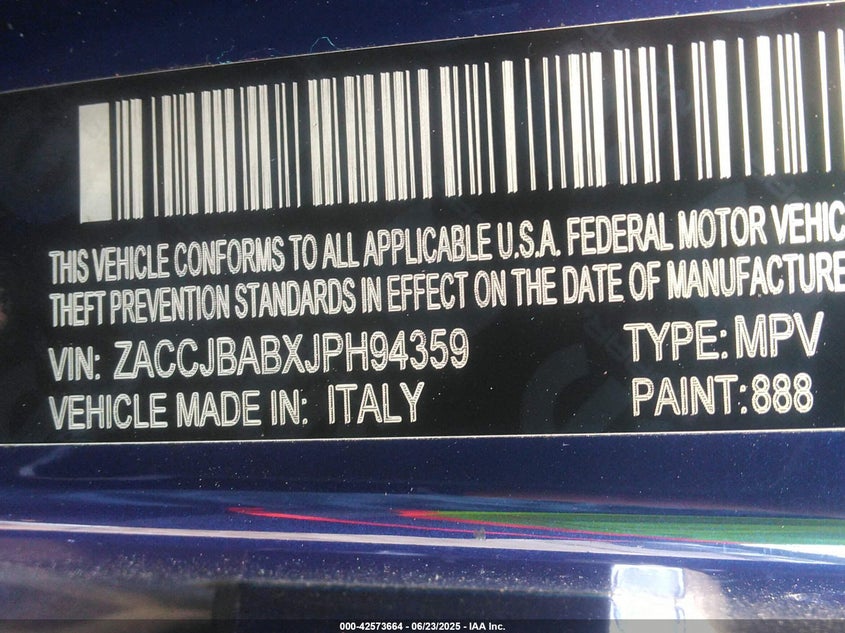 THIS VEHICLE CONFORMS TO ALL APPLICABLE U.S.A. FEDERAL MOTOR VEHIC
THEFT PREVENTION STANDARDS IN EFFECT ON THE DATE OF MANUFACTURE
VIN: ZACCJBABXJPH94359 TYPE: MPV
VEHICLE MADE IN: ITALY PAINT: 888
000-42573664 - 06/23/2025 - IAA Inc.